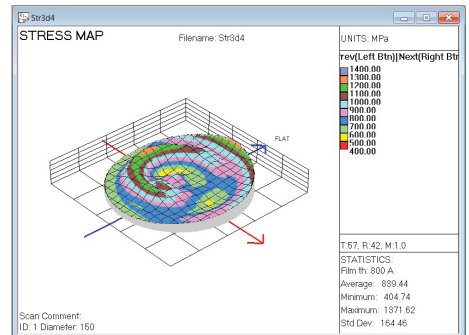 Str3d4
STRESS MAP
Filename: Str3d4
UNITS: MPa
rev(Left Btn)|Next(Right Btn
1400.00
1300.00
1200.00
1100.00
1000.00
900.00
800.00
700.00
600.00
500.00
400.00
FLAT
T:57, R:42, M:1.0
STATISTICS:
Film th: 800 A
Average: 839.44
Minimum: 404.74
Maximum: 1371.62
Std Dev: 164.46
Scan Comment:
ID: 1 Diameter: 150